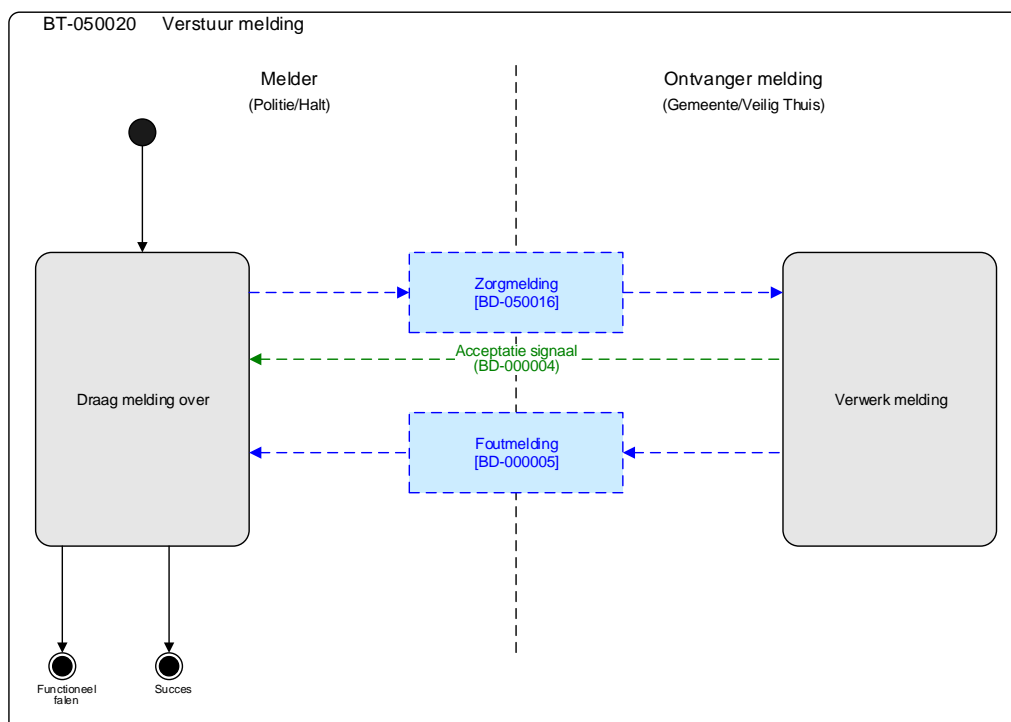 BT-050020 Verstuur melding
Melder
(Politie/Halt)
Ontvanger melding
(Gemeente/Veilig Thuis)
Zorgmelding
[BD-050016]
Acceptatie signaal
(BD-000004)
Draag melding over
Verwerk melding
Foutmelding
[BD-000005]
Functioneel
falen
Succes